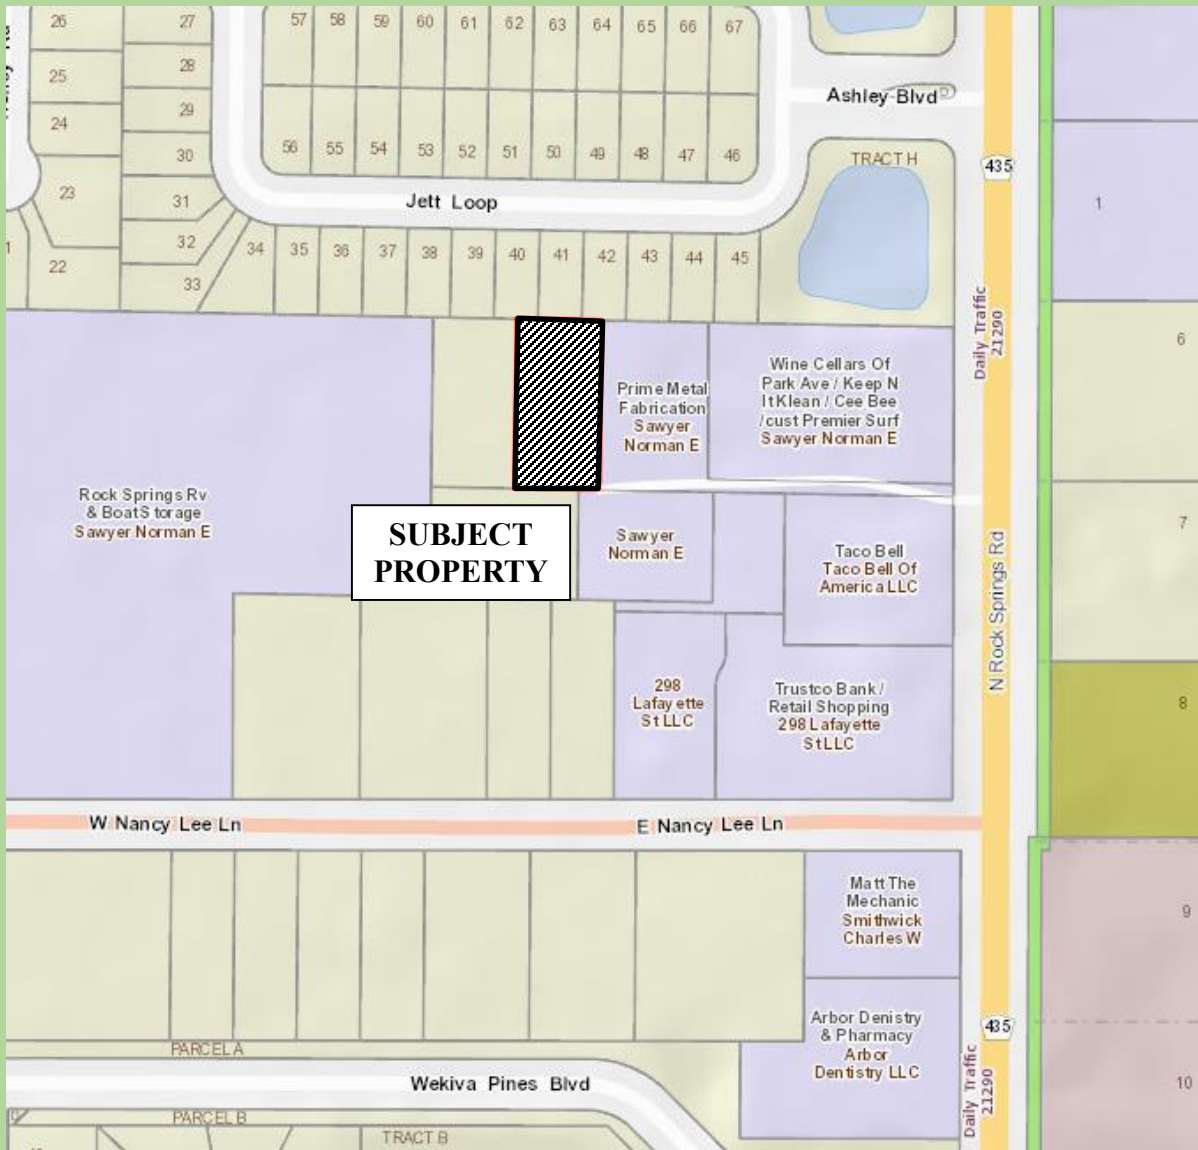 26
27
57
58
59
60
61
62
63
64
65
66
67
25
28
24
29
Ashley Blvd
30
56
55
54
53
52
51
50
49
48
47
46
TRACT H
435
23
31
Jett Loop
1
32
34
35
36
37
38
39
40
41
42
43
44
45
22
33
Daily Traffic
21290
6
Prime Metal
Fabrication
Sawyer
Norman E
Wine Cellars Of
Park Ave / Keep N
It Klean / Cee Bee
/cust Premier Surf
Sawyer Norman E
Rock Springs Rv
& Boat Storage
Sawyer Norman E
SUBJECT
PROPERTY
Sawyer
Norman E
Taco Bell
Taco Bell Of
America LLC
7
N Rock Springs Rd
298
Lafayette
St LLC
Trustco Bank /
Retail Shopping
298 Lafayette
St LLC
8
W Nancy Lee Ln
E Nancy Lee Ln
Matt The
Mechanic
Smithwick
Charles W
9
Arbor Denistry
& Pharmacy
Arbor
Dentistry LLC
435
Daily Traffic
21290
10
PARCEL A
Wekiva Pines Blvd
PARCEL B
TRACT B